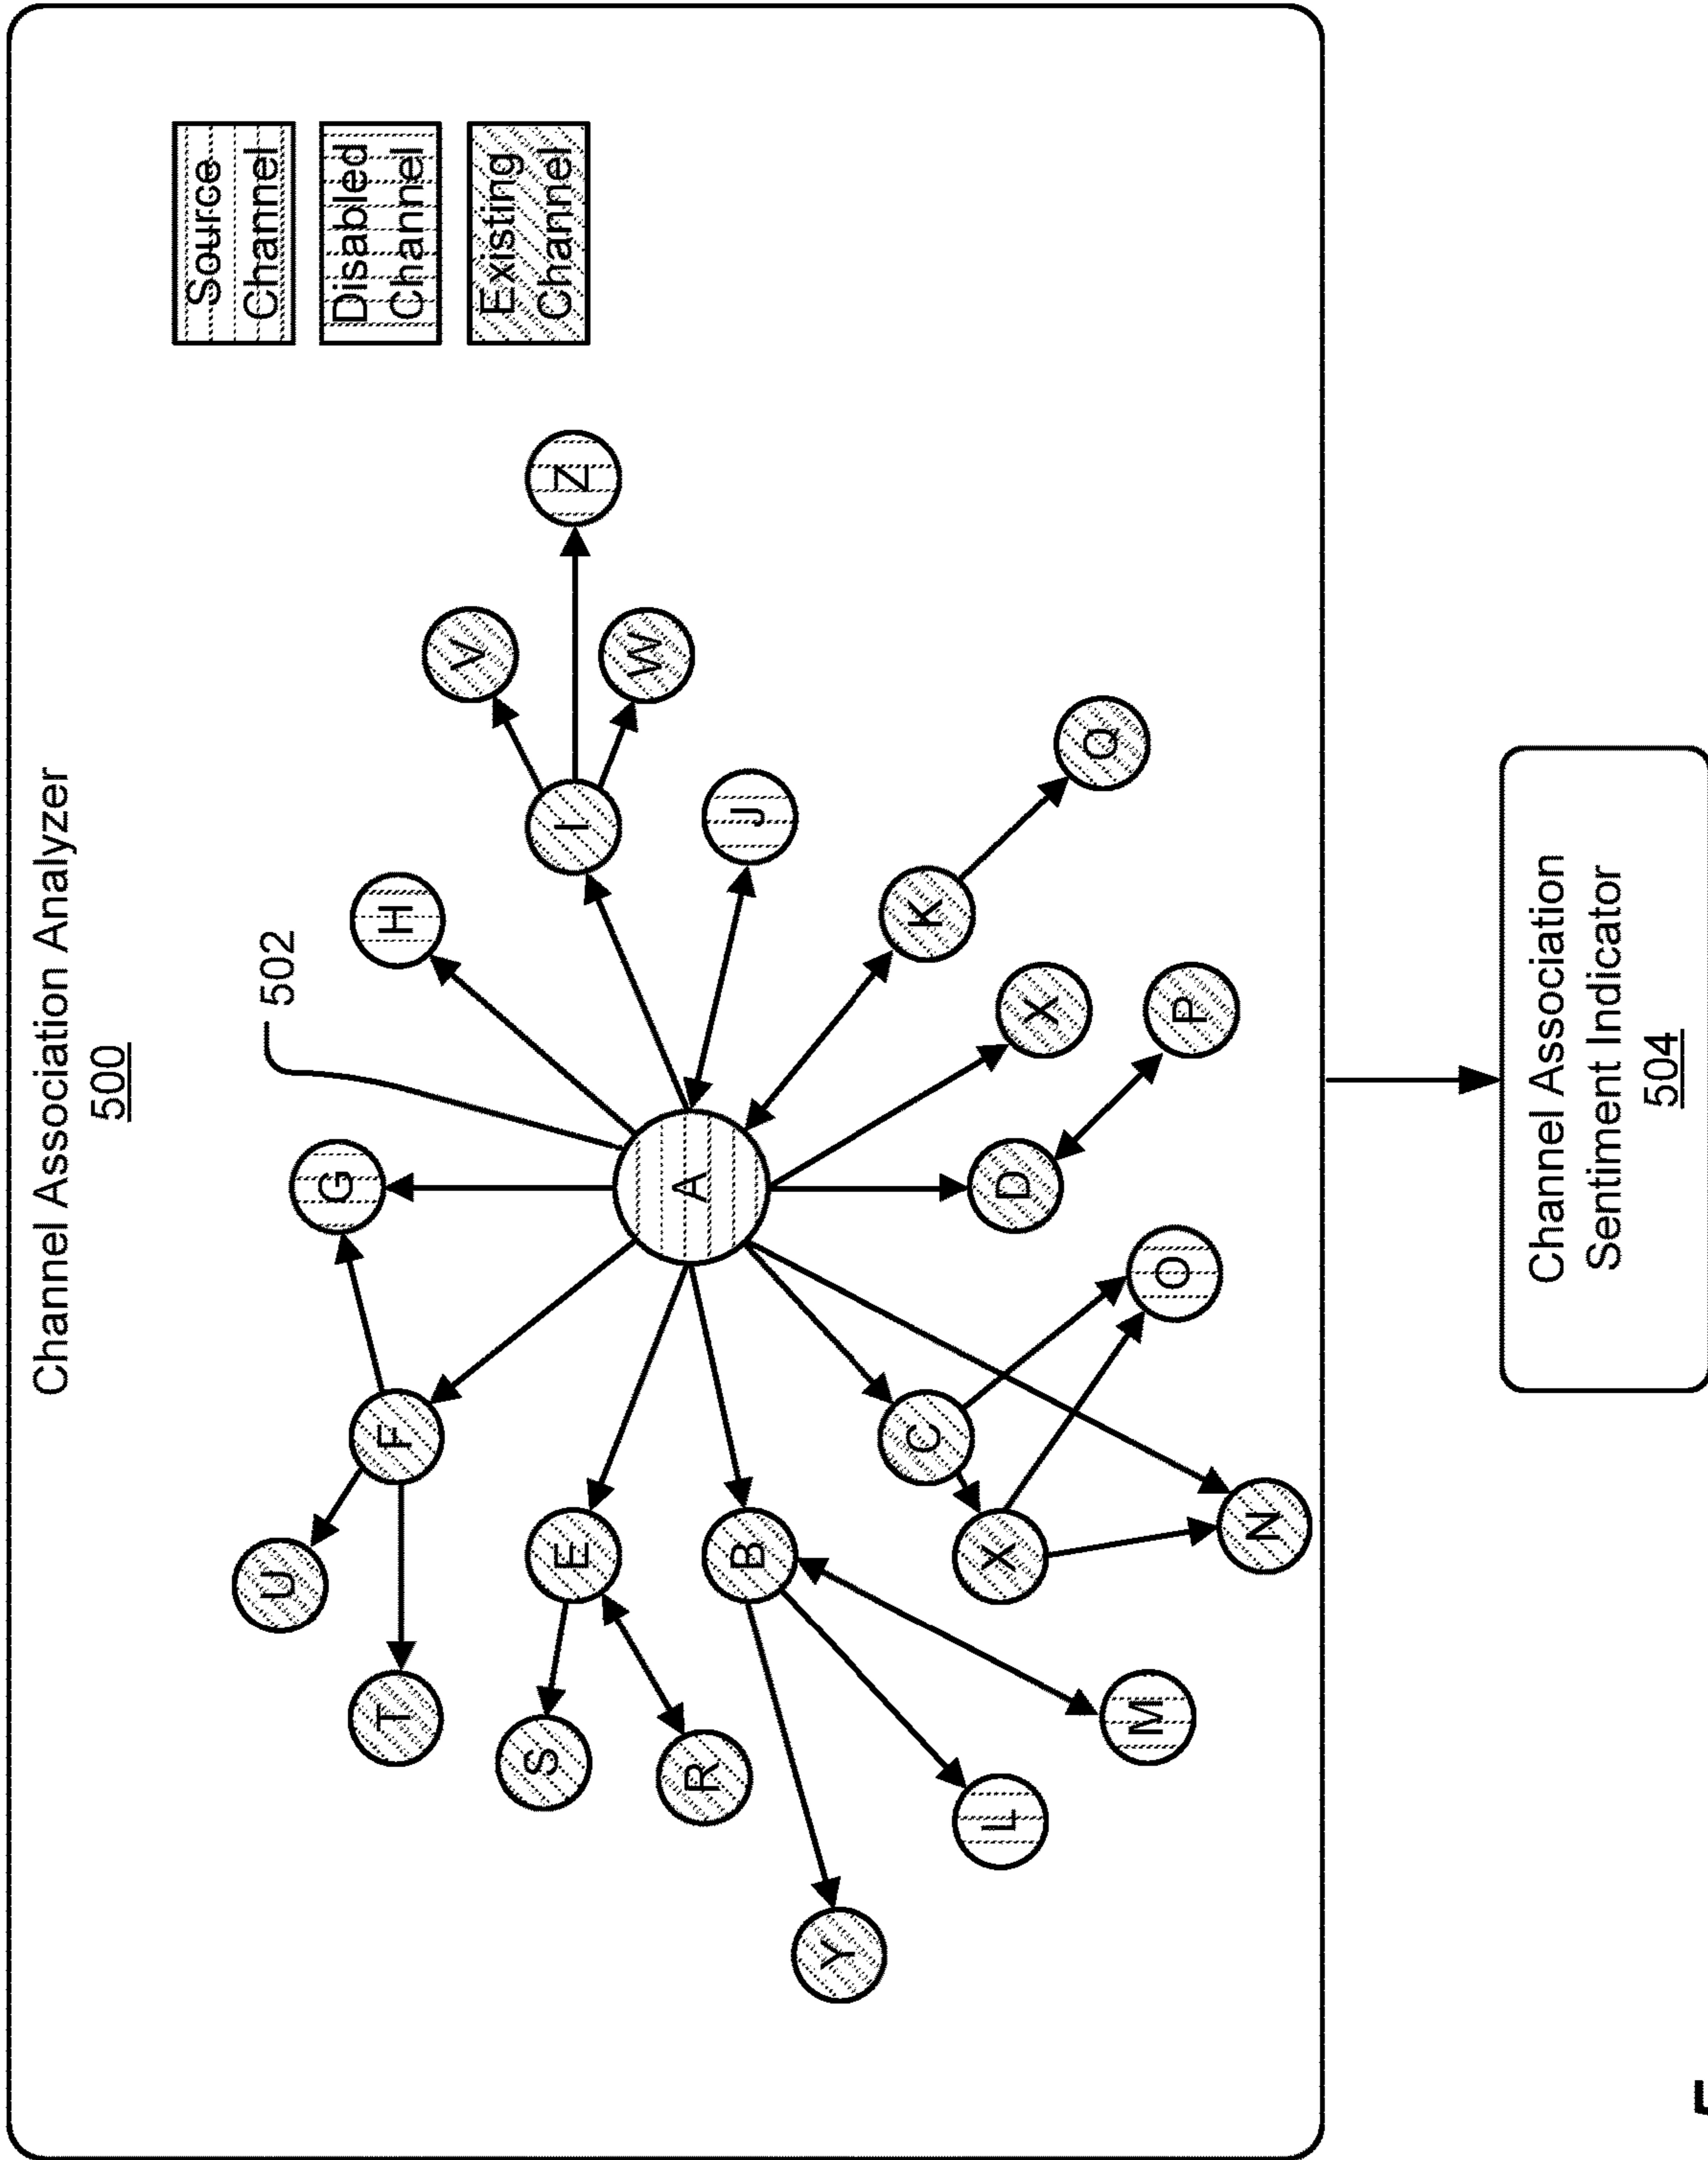 Channel Association Analyzer
500
Source
Channel
Disabled
Channel
Existing
Channel
502
U
G
T
F
H
V
S
E
I
Z
W
A
R
B
J
Y
C
K
L
X
D
X
Q
M
O
P
N
Channel Association
Sentiment Indicator
504